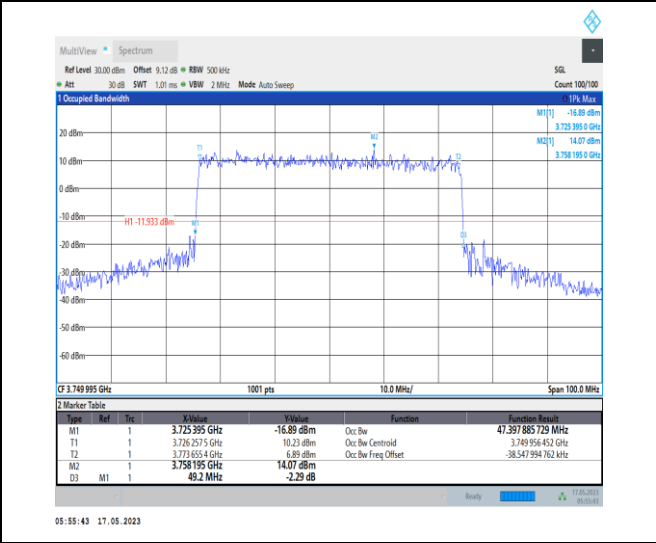 MultiView Spectrum
Ref Level 30.00 dBm Offset 9.12 dB RBW 500 kHz SGL
Att 30 dB SWT 1.01 ms VBW 2 MHz Mode Auto Sweep Count 100/100
1 Occupied Bandwidth 1Pk Max
M1[1] -16.89 dBm
3.725 395 0 GHz
M2[1] 14.07 dBm
3.758 195 0 GHz
20 dBm
M2
T1
T2
10 dBm
0 dBm
-10 dBm
H1 -11.933 dBm
M1
D3
-20 dBm
-30 dBm
-40 dBm
-50 dBm
-60 dBm
CF 3.749 995 GHz 1001 pts 10.0 MHz/ Span 100.0 MHz
2 Marker Table
Type Ref Trc X-Value Y-Value Function Function Result
M1 1 3.725 395 GHz -16.89 dBm Occ Bw 47.397 885 729 MHz
T1 1 3.726 257 5 GHz 10.23 dBm Occ Bw Centroid 3.749 956 452 GHz
T2 1 3.773 655 4 GHz 6.89 dBm Occ Bw Freq Offset -38.547 994 762 kHz
M2 1 3.758 195 GHz 14.07 dBm
D3 M1 1 49.2 MHz -2.29 dB
Ready 17.05.2023
05:55:43
05:55:43 17.05.2023